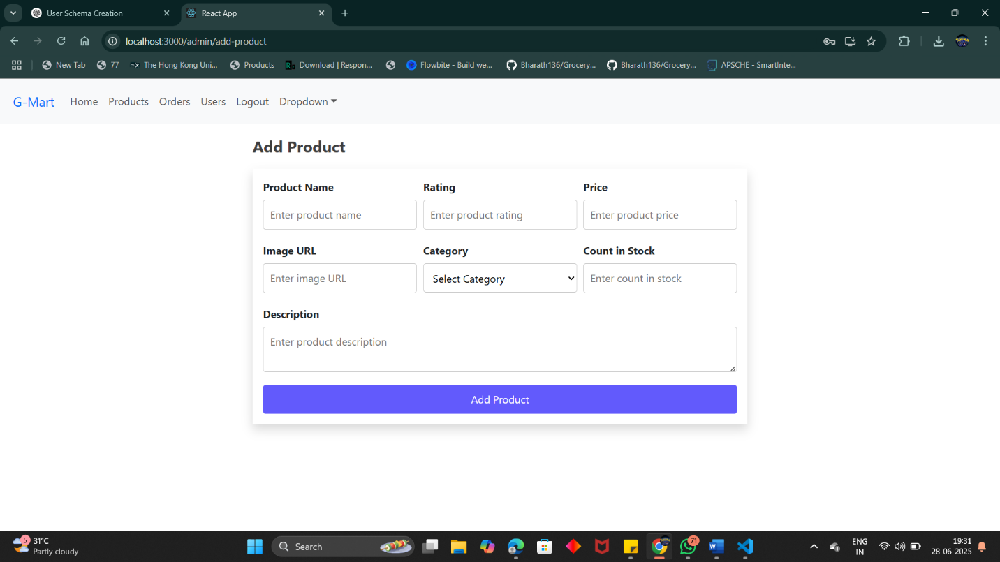 User Schema Creation
React App
localhost:3000/admin/add-product
New Tab 77 edX The Hong Kong Uni... Products Download | Respon... Flowbite - Build we... Bharath136/Grocery... Bharath136/Grocery... APSCHE - SmartInte...
G-Mart Home Products Orders Users Logout Dropdown
Add Product
Product Name Rating Price
Enter product name Enter product rating Enter product price
Image URL Category Count in Stock
Enter image URL Select Category Enter count in stock
Description
Enter product description
Add Product
5 31°C
Partly cloudy
Search
71
ENG
IN
19:31
28-06-2025